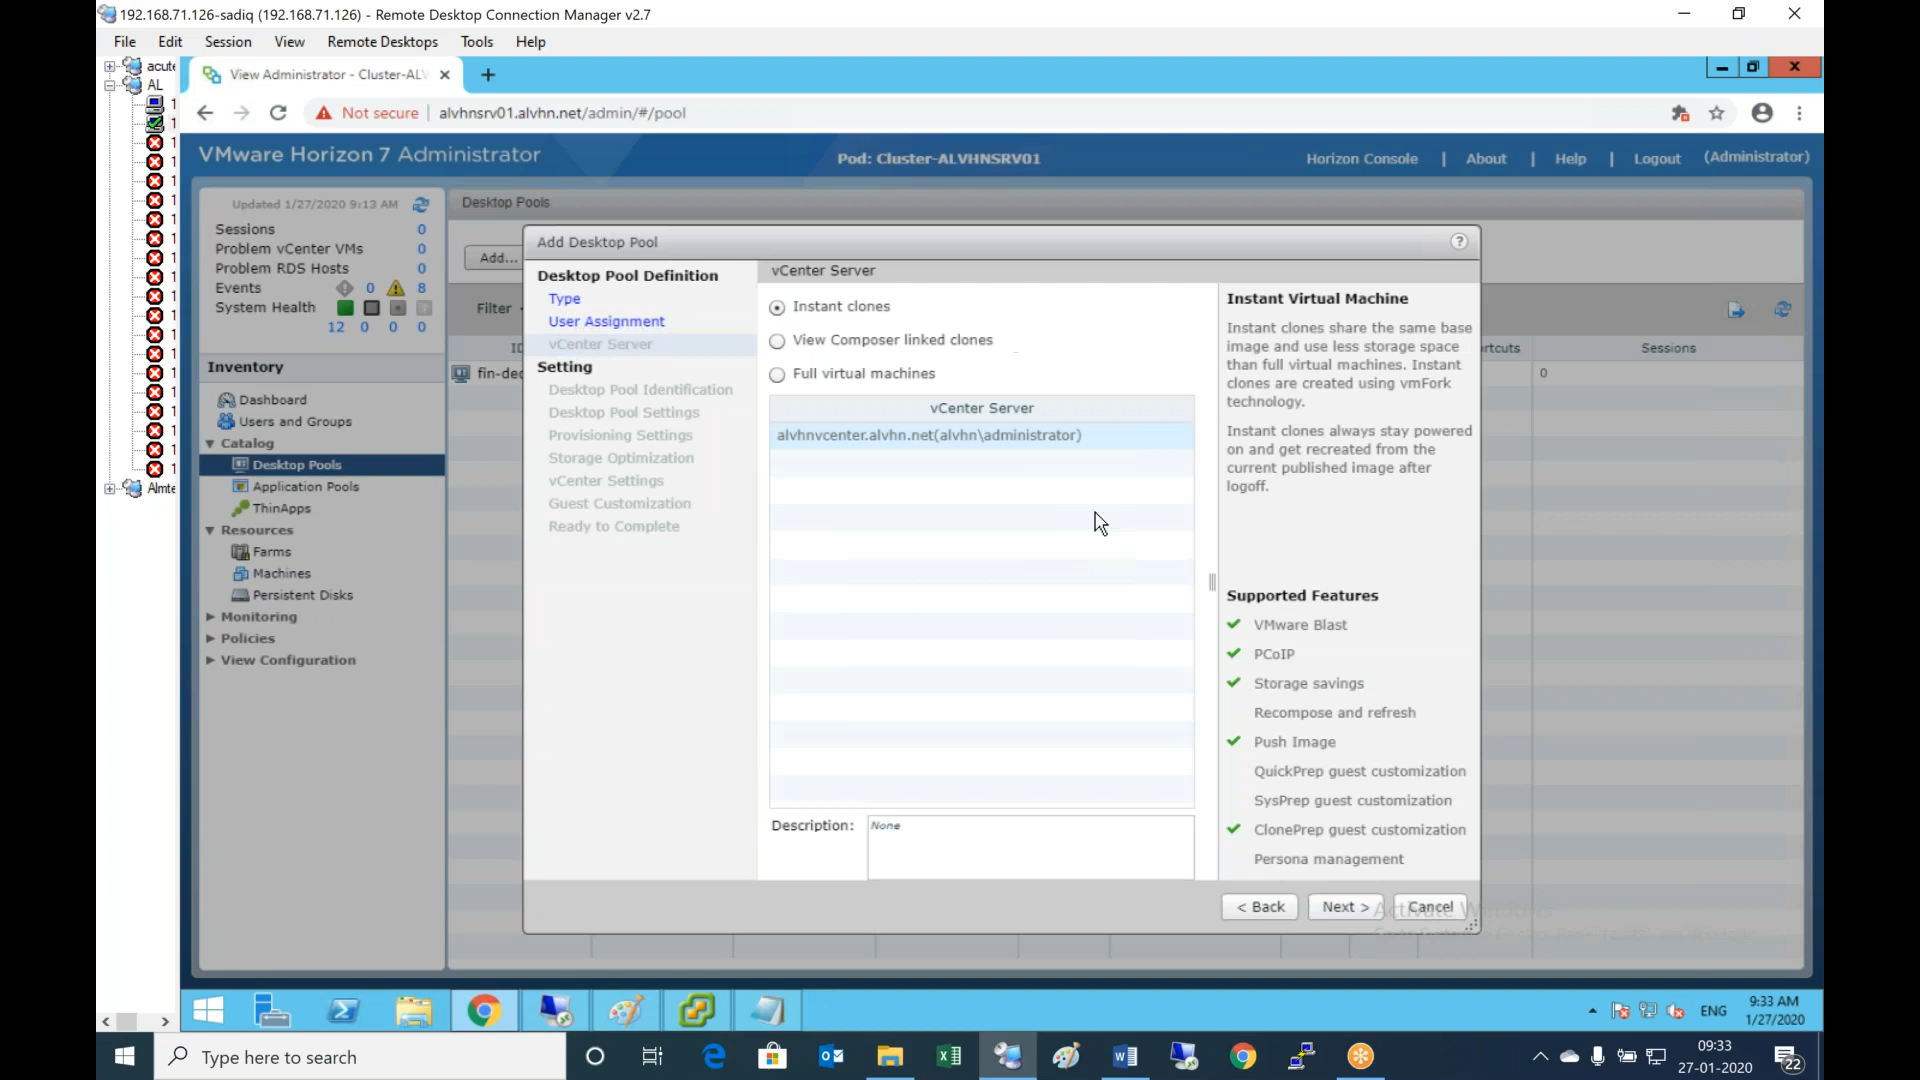 192.168.71.126-sadiq (192.168.71.126) - Remote Desktop Connection Manager v2.7
File Edit Session View Remote Desktops Tools Help
acute
AL
Almte
View Administrator - Cluster-ALV
Not secure alvhnsrv01.alvhn.net/admin/#/pool
VMware Horizon 7 Administrator
Pod: Cluster-ALVHNSRV01
Horizon Console | About | Help | Logout (Administrator)
Updated 1/27/2020 9:13 AM
Sessions 0
Problem vCenter VMs 0
Problem RDS Hosts 0
Events 0 8
System Health
12 0 0 0
Inventory
Dashboard
Users and Groups
Catalog
Desktop Pools
Application Pools
ThinApps
Resources
Farms
Machines
Persistent Disks
Monitoring
Policies
View Configuration
Desktop Pools
Add...
Filter
ID
fin-dec
rtcuts
Sessions
0
Add Desktop Pool
?
Desktop Pool Definition
Type
User Assignment
vCenter Server
Setting
Desktop Pool Identification
Desktop Pool Settings
Provisioning Settings
Storage Optimization
vCenter Settings
Guest Customization
Ready to Complete
vCenter Server
Instant clones
View Composer linked clones
Full virtual machines
vCenter Server
alvhnvcenter.alvhn.net(alvhn\administrator)
Description: None
Instant Virtual Machine
Instant clones share the same base
image and use less storage space
than full virtual machines. Instant
clones are created using vmFork
technology.
Instant clones always stay powered
on and get recreated from the
current published image after
logoff.
Supported Features
VMware Blast
PCoIP
Storage savings
Recompose and refresh
Push Image
QuickPrep guest customization
SysPrep guest customization
ClonePrep guest customization
Persona management
< Back Next > Cancel
Activate Windows
ENG
9:33 AM
1/27/2020
Type here to search
09:33
27-01-2020
22